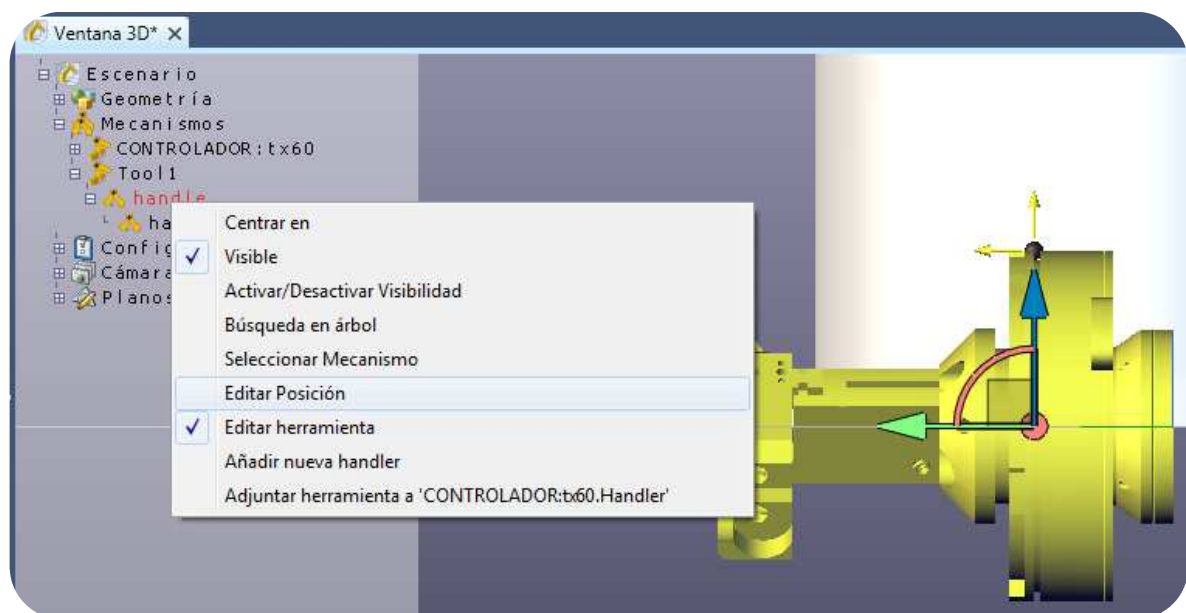 Ventana 3D*
Escenario
Geometría
Mecanismos
CONTROLADOR:tx60
Tool1
handle
ha
Config
Cámara
Planos
Centrar en
Visible
Activar/Desactivar Visibilidad
Búsqueda en árbol
Seleccionar Mecanismo
Editar Posición
Editar herramienta
Añadir nueva handler
Adjuntar herramienta a 'CONTROLADOR:tx60.Handler'